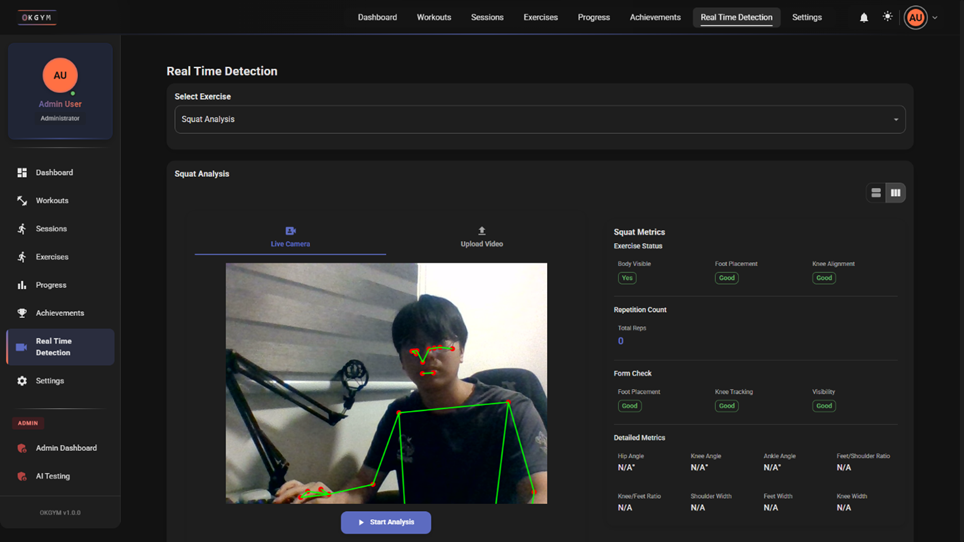 OKGYM
Dashboard
Workouts
Sessions
Exercises
Progress
Achievements
Real Time Detection
Settings
AU
AU
Admin User
Administrator
Dashboard
Workouts
Sessions
Exercises
Progress
Achievements
Real Time
Detection
Settings
ADMIN
Admin Dashboard
AI Testing
OKGYM v1.0.0
Real Time Detection
Select Exercise
Squat Analysis
Squat Analysis
Live Camera
Upload Video
Start Analysis
Squat Metrics
Exercise Status
Body Visible
Foot Placement
Knee Alignment
Yes
Good
Good
Repetition Count
Total Reps
0
Form Check
Foot Placement
Knee Tracking
Visibility
Good
Good
Good
Detailed Metrics
Hip Angle
Knee Angle
Ankle Angle
Feet/Shoulder Ratio
N/A°
N/A°
N/A°
N/A
Knee/Feet Ratio
Shoulder Width
Feet Width
Knee Width
N/A
N/A
N/A
N/A